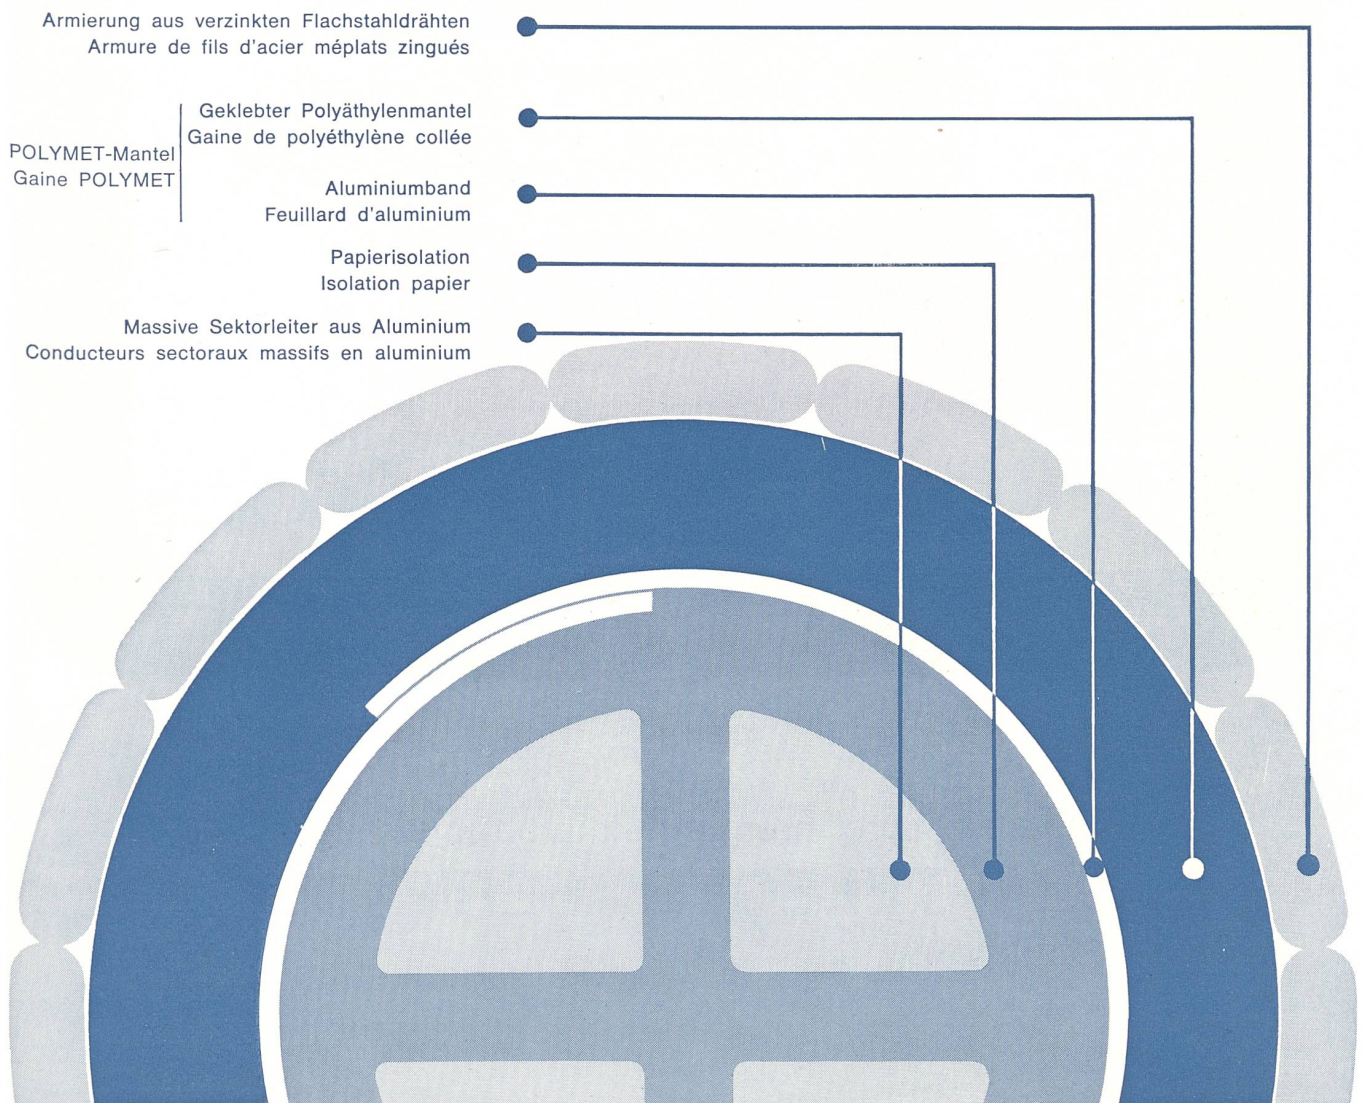 Armierung aus verzinkten Flachstahldrähten
Armure de fils d'acier méplats zingués
Geklebter Polyäthylenmantel
Gaine de polyéthylène collée
POLYMET-Mantel
Gaine POLYMET
Aluminiumband
Feuillard d'aluminium
Papierisolation
Isolation papier
Massive Sektorleiter aus Aluminium
Conducteurs sectoraux massifs en aluminium